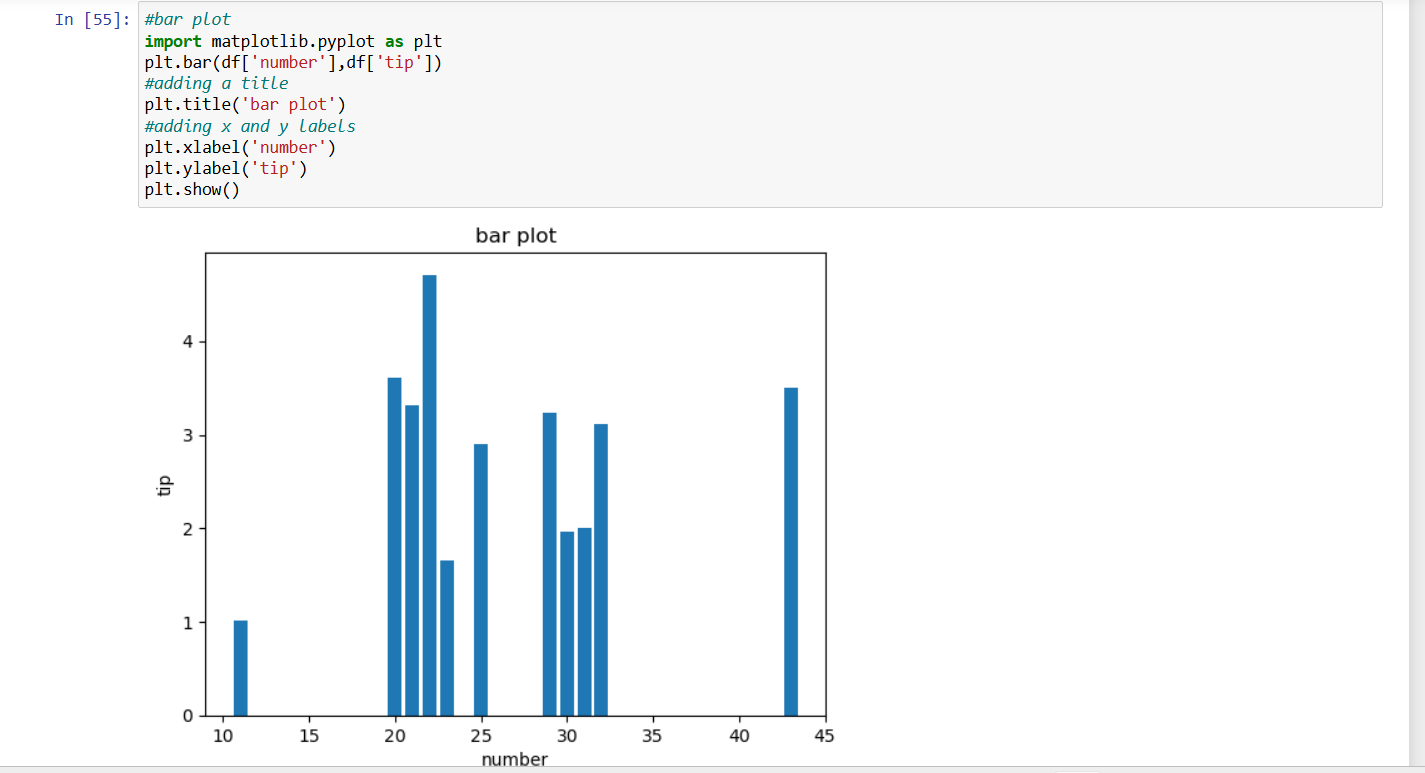 In [55]: #bar plot
import matplotlib.pyplot as plt
plt.bar(df['number'],df['tip'])
#adding a title
plt.title('bar plot')
#adding x and y labels
plt.xlabel('number')
plt.ylabel('tip')
plt.show()
bar plot
4
3
tip
2
1
0
10 15 20 25 30 35 40 45
number